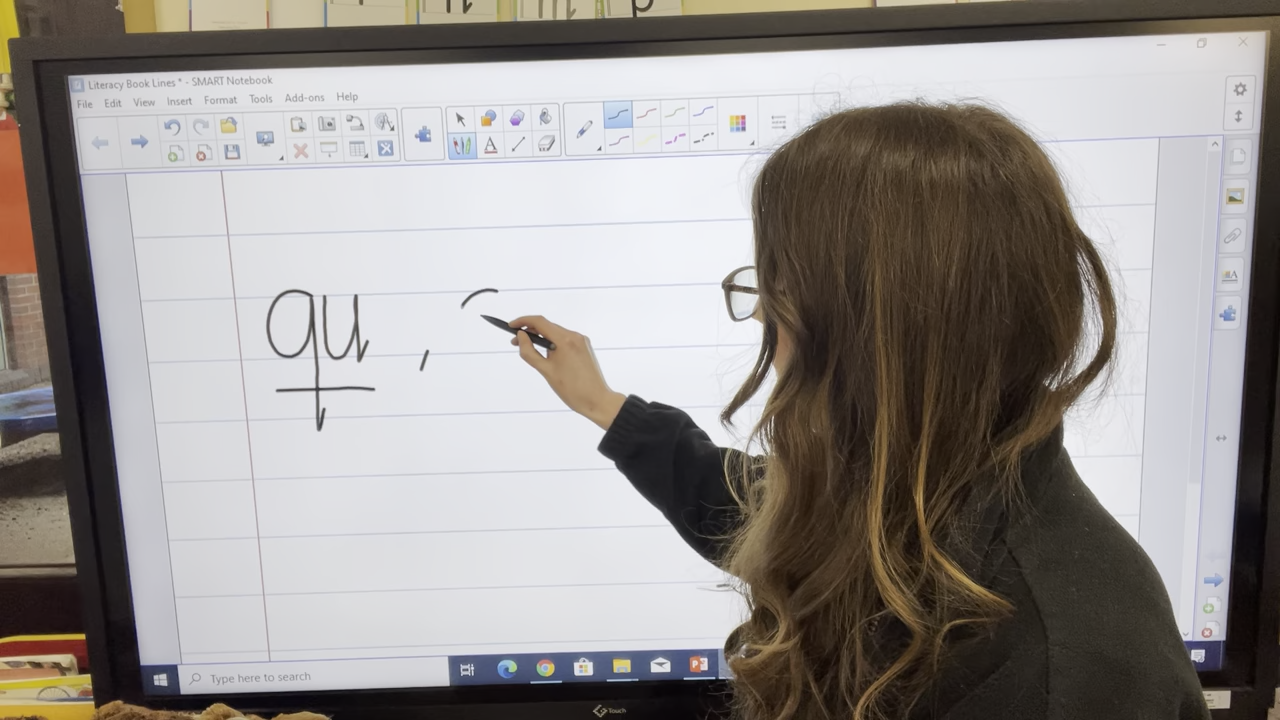 n m p
Literacy Book Lines * - SMART Notebook
File Edit View Insert Format Tools Add-ons Help
qu ,
Type here to search
Touch